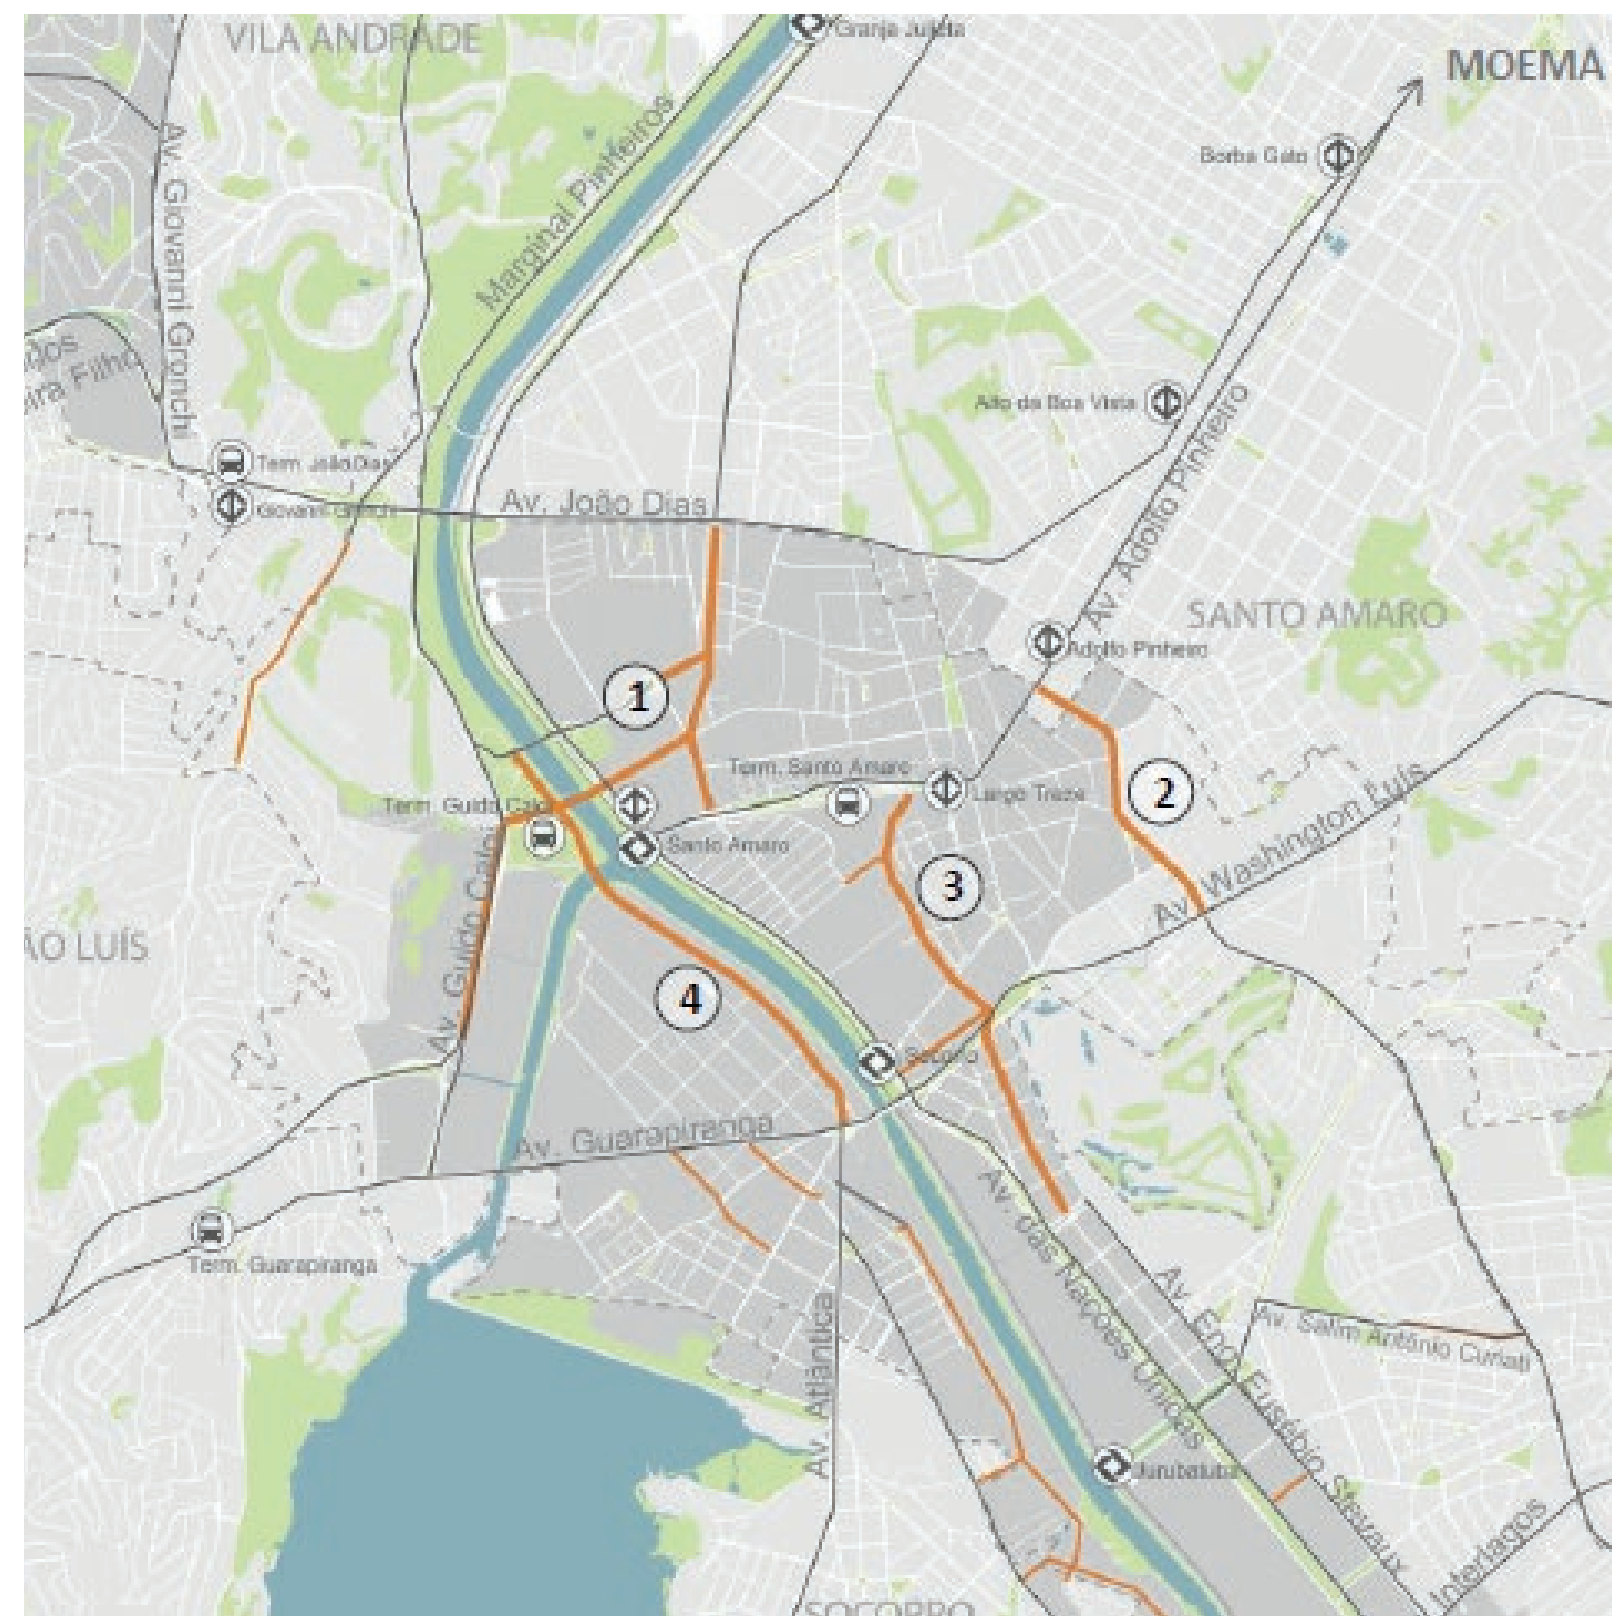 VILA ANDRADE
Granja Julieta
MOEMA
Marginal Pinheiros
Borba Gato
Av. Giovanni Gronchi
ira Filho
Alto da Boa Vista
Term. João Dias
Giovanni Gronchi
Av. João Dias
Av. Adolfo Pinheiro
SANTO AMARO
Adolfo Pinheiro
1
Term. Santo Amaro
Largo Treze
2
Term. Guido Caloi
Santo Amaro
Av. Washington Luís
3
ÃO LUÍS
Av. Guido Caloi
4
Socorro
Av. Guarapiranga
Term. Guarapiranga
Av. das Nações Unidas
Av. Eng. Eusébio Stevaux
Av. Salim Antônio Curiati
Av. Atlântica
Jurubatuba
Interlagos
SOCORRO